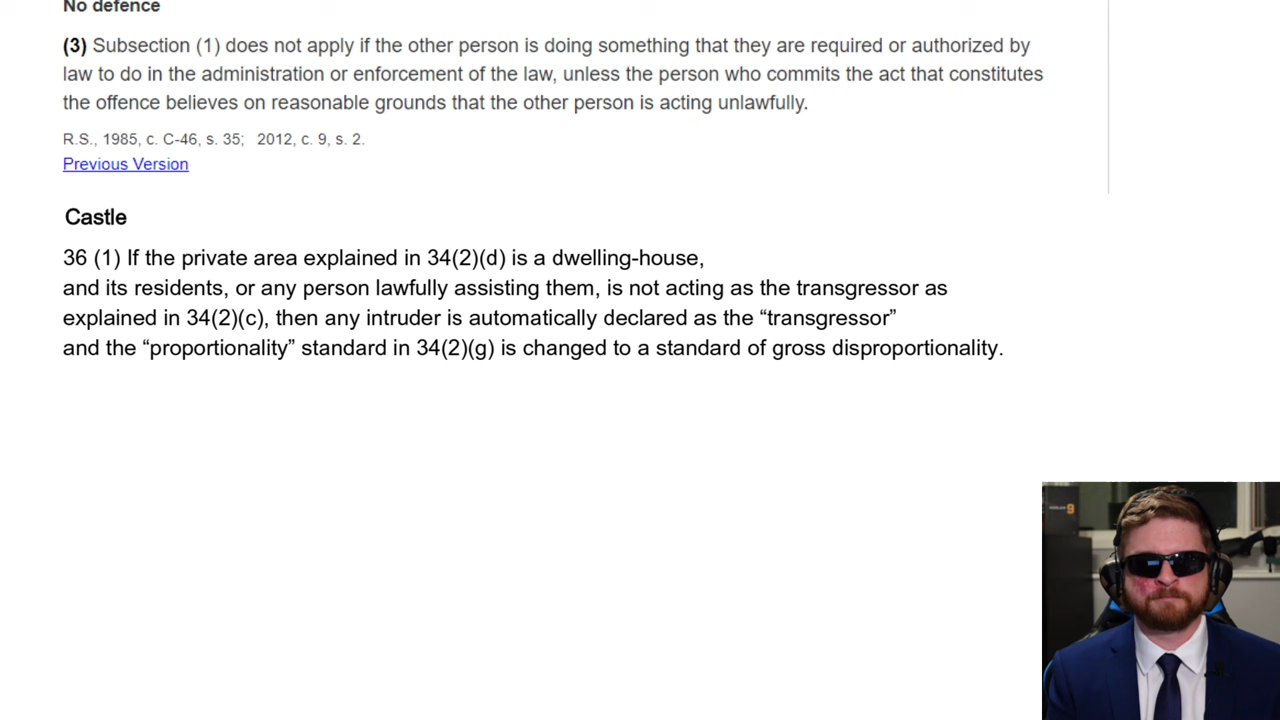 No defence
(3) Subsection (1) does not apply if the other person is doing something that they are required or authorized by
law to do in the administration or enforcement of the law, unless the person who commits the act that constitutes
the offence believes on reasonable grounds that the other person is acting unlawfully.
R.S., 1985, c. C-46, s. 35; 2012, c. 9, s. 2.
Previous Version
Castle
36 (1) If the private area explained in 34(2)(d) is a dwelling-house,
and its residents, or any person lawfully assisting them, is not acting as the transgressor as
explained in 34(2)(c), then any intruder is automatically declared as the “transgressor”
and the “proportionality” standard in 34(2)(g) is changed to a standard of gross disproportionality.